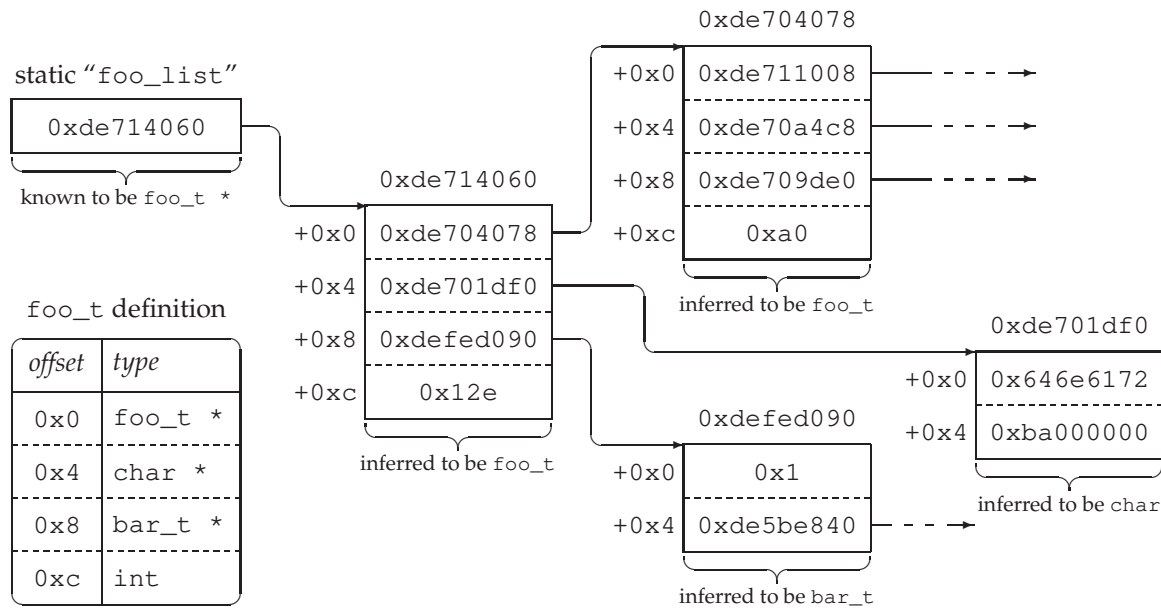 static “foo_list”
0xde714060
known to be foo_t *
foo_t definition
offset type
0x0 foo_t *
0x4 char *
0x8 bar_t *
0xc int
0xde714060
+0x0 0xde704078
+0x4 0xde701df0
+0x8 0xdefed090
+0xc 0x12e
inferred to be foo_t
0xde704078
+0x0 0xde711008
+0x4 0xde70a4c8
+0x8 0xde709de0
+0xc 0xa0
inferred to be foo_t
0xde701df0
+0x0 0x646e6172
+0x4 0xba000000
inferred to be char
0xdefed090
+0x0 0x1
+0x4 0xde5be840
inferred to be bar_t